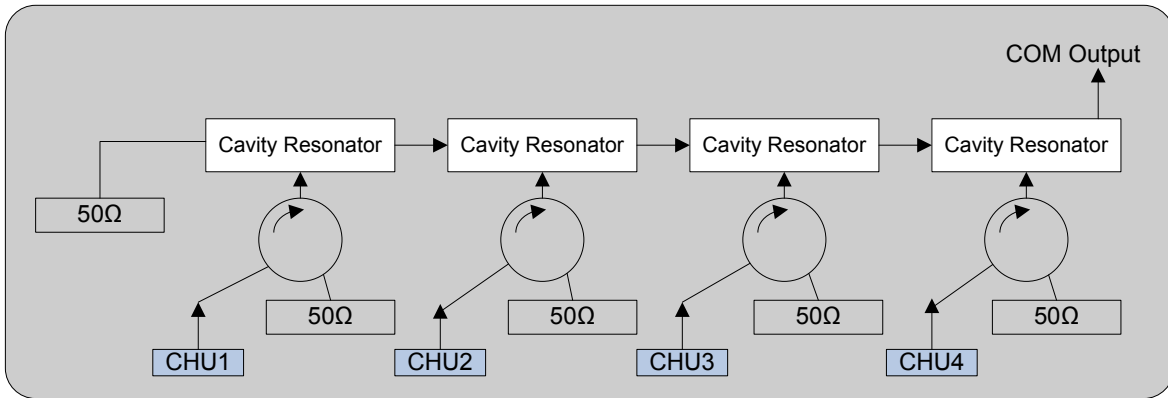 COM Output
Cavity Resonator
Cavity Resonator
Cavity Resonator
Cavity Resonator
50Ω
50Ω
50Ω
50Ω
50Ω
CHU1
CHU2
CHU3
CHU4